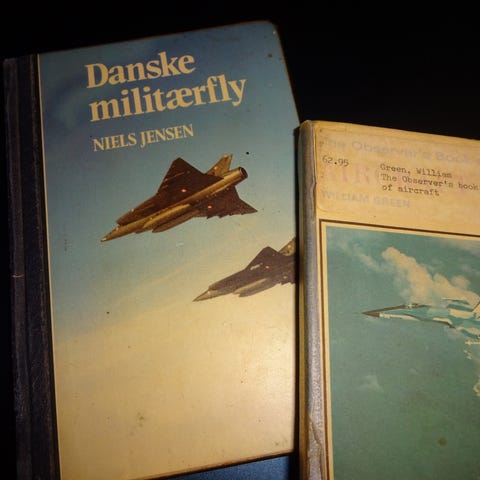 Danske
militærfly
NIELS JENSEN
The Observer's Book
62.95
Green, William
The Observer's book
of aircraft
WILLIAM GREEN